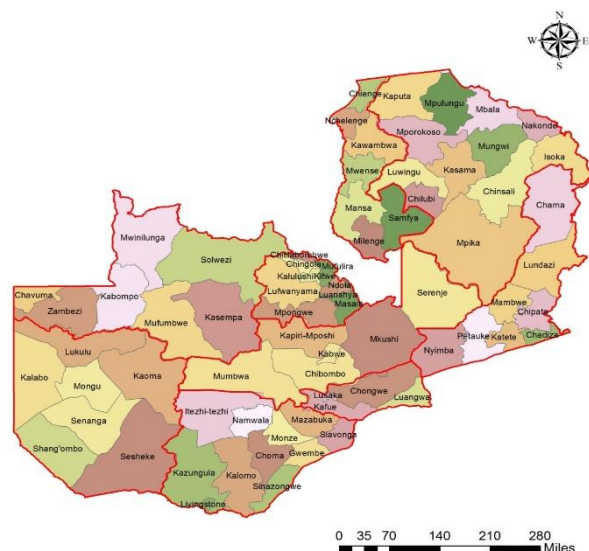 N
W E
S
Chienge
Kaputa
Mpulungu
Mbala
Nchelenge
Nakonde
Mporokoso
Kawambwa
Mungwi
Isoka
Mwense
Luwingu
Kasama
Chinsali
Mansa
Chilubi
Samfya
Chama
Milenge
Mpika
Mwinilunga
Solwezi
Chililabombwe
Chingola
Mufulira
Kalulushi
Kitwe
Lundazi
Ndola
Lufwanyama
Luanshya
Masaiti
Serenje
Chavuma
Kabompo
Zambezi
Mufumbwe
Kasempa
Mpongwe
Mambwe
Chipata
Petauke
Katete
Chadiza
Nyimba
Kapiri-Mposhi
Mkushi
Lukulu
Kabwe
Kalabo
Kaoma
Mumbwa
Chibombo
Mongu
Chongwe
Luangwa
Lusaka
Kafue
Itezhi-tezhi
Senanga
Namwala
Mazabuka
Siavonga
Monze
Shang'ombo
Sesheke
Choma
Gwembe
Kazungula
Kalomo
Sinazongwe
Livingstone
0 35 70 140 210 280
Miles